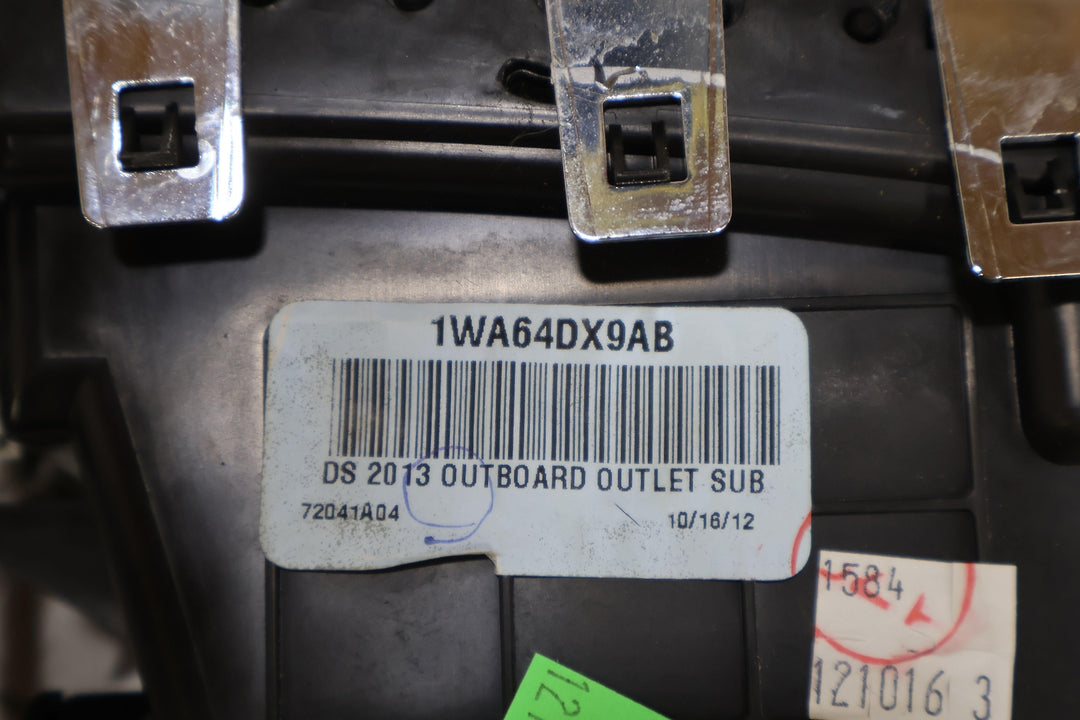 1WA64DX9AB
DS 2013 OUTBOARD OUTLET SUB
72041A04 10/16/12
1584
121016 3